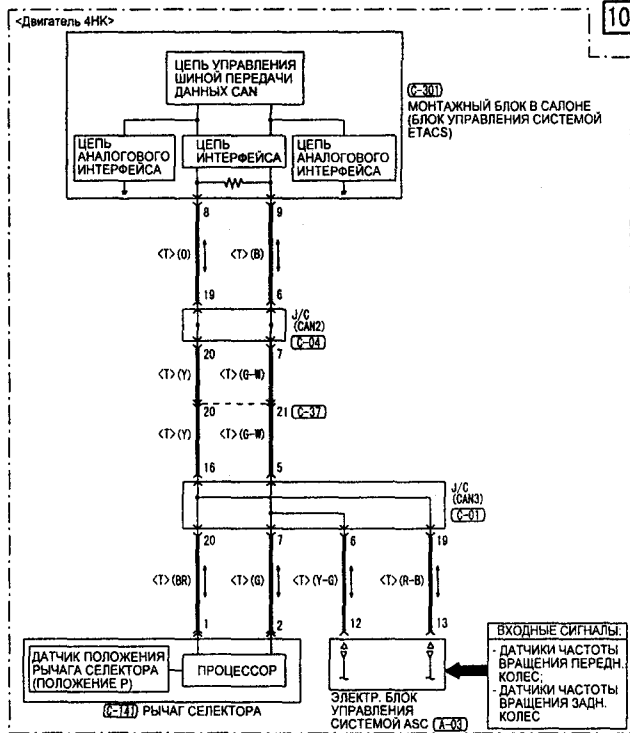 <Двигатель 4НК>
10
ЦЕПЬ УПРАВЛЕНИЯ
ШИНОЙ ПЕРЕДАЧИ
ДАННЫХ CAN
ЦЕПЬ
АНАЛОГОВОГО
ИНТЕРФЕЙСА
ЦЕПЬ
ИНТЕРФЕЙСА
ЦЕПЬ
АНАЛОГОВОГО
ИНТЕРФЕЙСА
C-301
МОНТАЖНЫЙ БЛОК В САЛОНЕ
(БЛОК УПРАВЛЕНИЯ СИСТЕМОЙ
ETACS)
8 9
<T>(O) <T>(B)
19 6
J/C
(CAN2)
C-04
20 7
<T>(Y) <T>(G-W)
20 21 C-37
<T>(Y) <T>(G-W)
16 5
J/C
(CAN3)
C-01
20 7 6 19
<T>(BR) <T>(G) <T>(Y-G) <T>(R-B)
1 2 12 13
ДАТЧИК ПОЛОЖЕНИЯ
РЫЧАГА СЕЛЕКТОРА
(ПОЛОЖЕНИЕ P)
ПРОЦЕССОР
C-141 РЫЧАГ СЕЛЕКТОРА
ЭЛЕКТР. БЛОК
УПРАВЛЕНИЯ
СИСТЕМОЙ ASC A-03
ВХОДНЫЕ СИГНАЛЫ:
- ДАТЧИКИ ЧАСТОТЫ
ВРАЩЕНИЯ ПЕРЕДН.
КОЛЕС;
- ДАТЧИКИ ЧАСТОТЫ
ВРАЩЕНИЯ ЗАДН.
КОЛЕС